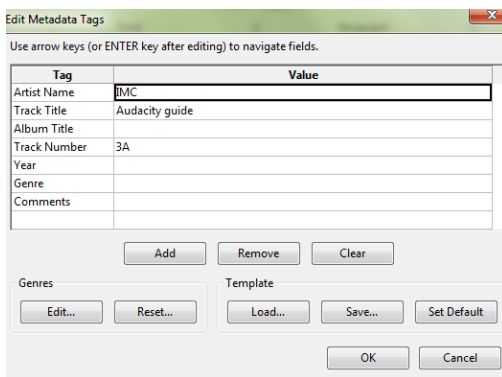 Edit Metadata Tags
Use arrow keys (or ENTER key after editing) to navigate fields.
Tag Value
Artist Name IMC
Track Title Audacity guide
Album Title
Track Number 3A
Year
Genre
Comments
Add Remove Clear
Genres Template
Edit... Reset... Load... Save... Set Default
OK Cancel